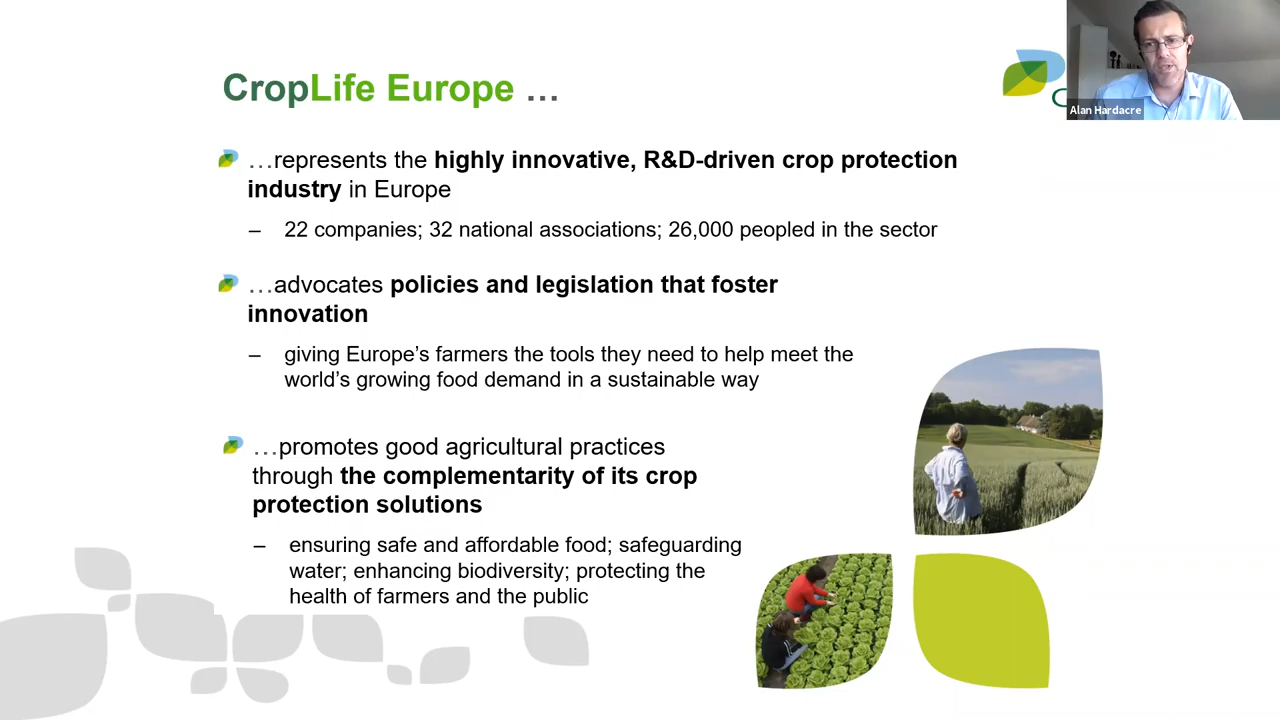 CropLife Europe …
C
Alan Hardacre
…represents the highly innovative, R&D-driven crop protection
industry in Europe
– 22 companies; 32 national associations; 26,000 peopled in the sector
…advocates policies and legislation that foster
innovation
– giving Europe’s farmers the tools they need to help meet the
world’s growing food demand in a sustainable way
…promotes good agricultural practices
through the complementarity of its crop
protection solutions
– ensuring safe and affordable food; safeguarding
water; enhancing biodiversity; protecting the
health of farmers and the public